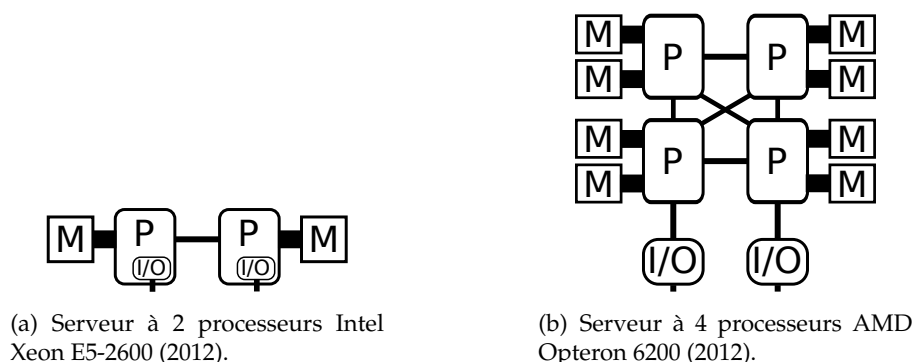 M P P M
I/O I/O
(a) Serveur à 2 processeurs Intel
Xeon E5-2600 (2012).
M P P M
M M
M P P M
M M
I/O I/O
(b) Serveur à 4 processeurs AMD
Opteron 6200 (2012).